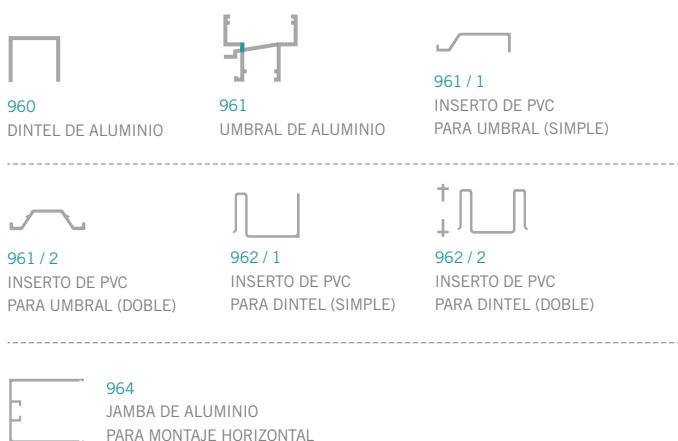 960
DINTEL DE ALUMINIO
961
UMBRAL DE ALUMINIO
961 / 1
INSERTO DE PVC
PARA UMBRAL (SIMPLE)
961 / 2
INSERTO DE PVC
PARA UMBRAL (DOBLE)
962 / 1
INSERTO DE PVC
PARA DINTEL (SIMPLE)
962 / 2
INSERTO DE PVC
PARA DINTEL (DOBLE)
964
JAMBA DE ALUMINIO
PARA MONTAJE HORIZONTAL